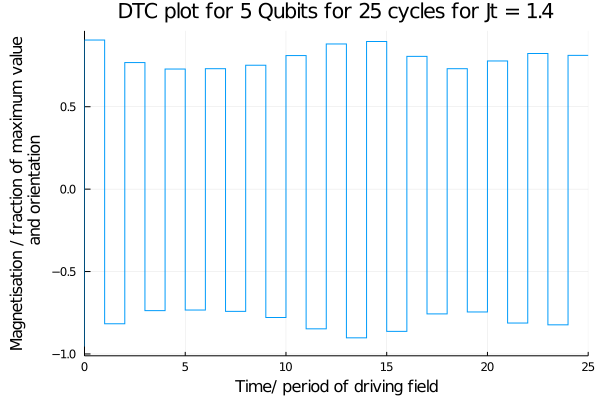 DTC plot for 5 Qubits for 25 cycles for Jt = 1.4
Magnetisation / fraction of maximum value
and orientation
0.5
0.0
−0.5
−1.0
0 5 10 15 20 25
Time/ period of driving field